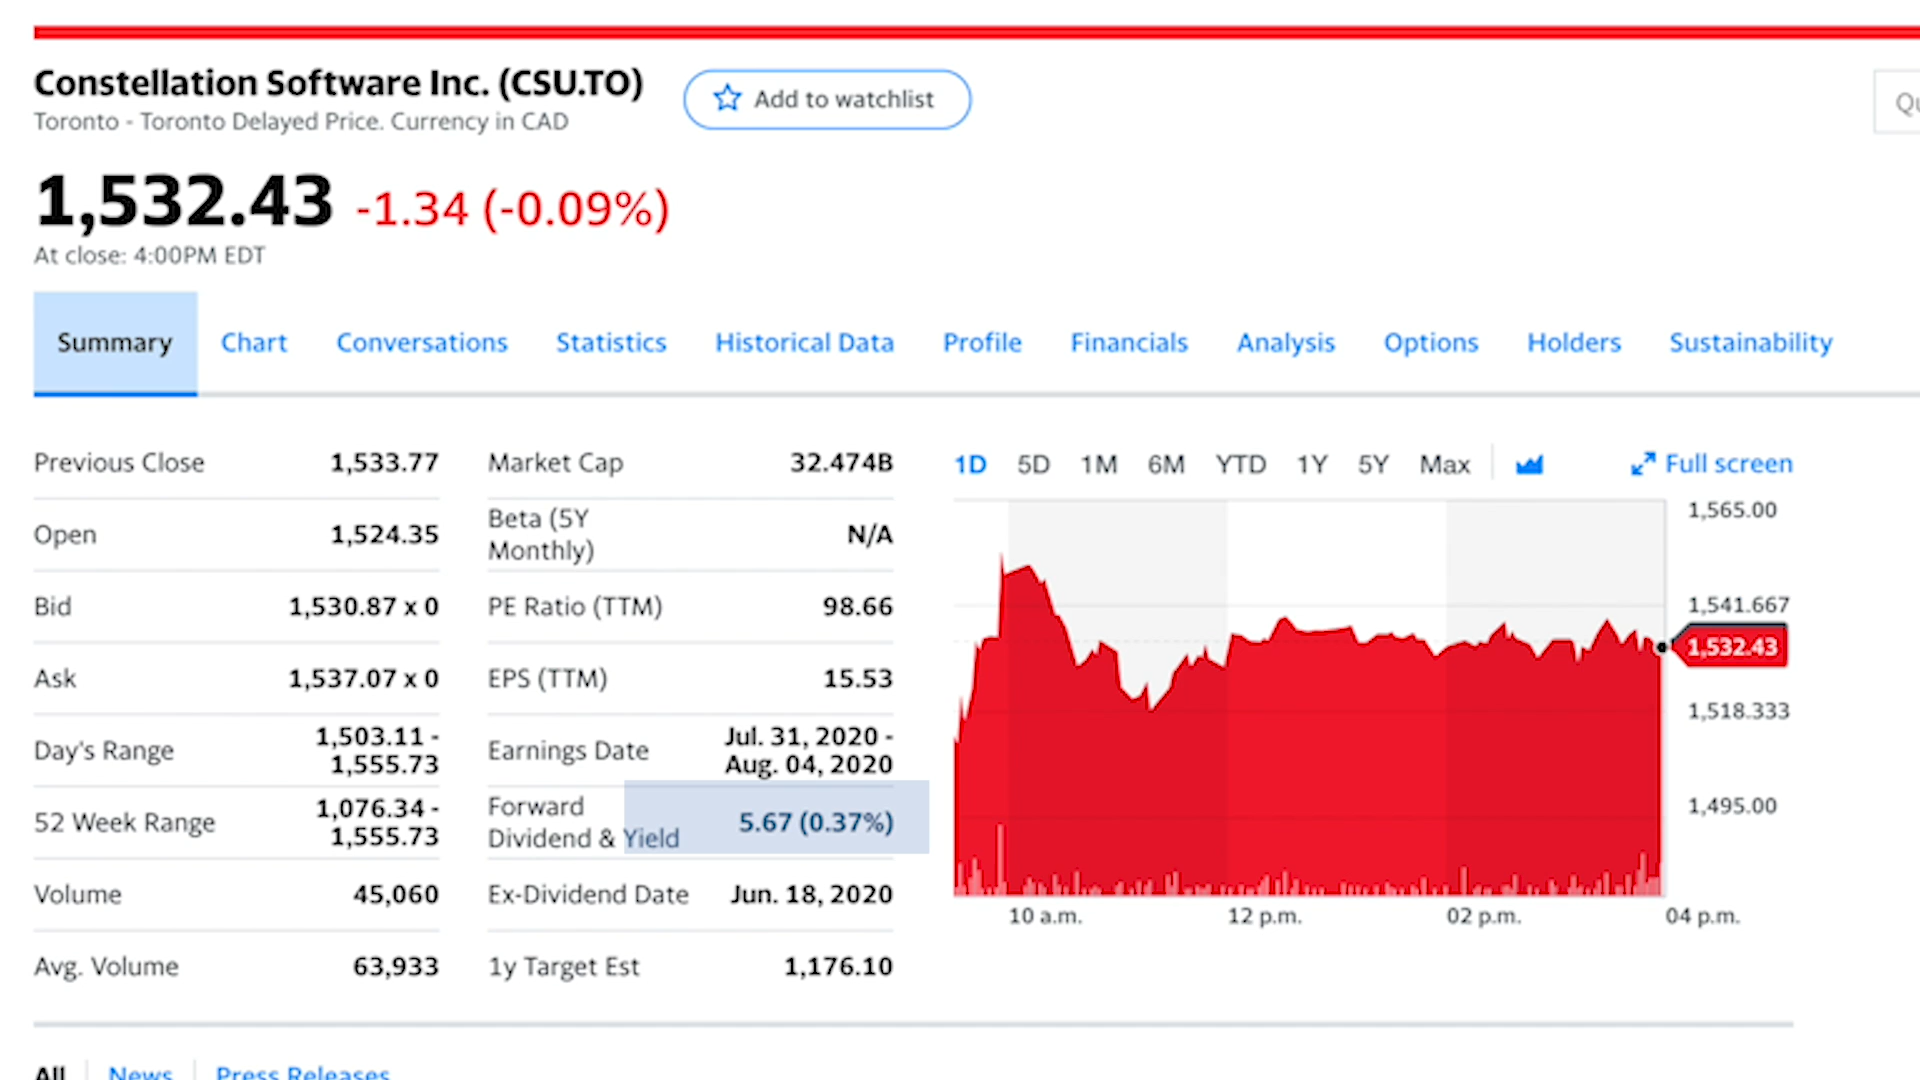 Constellation Software Inc. (CSU.TO)
Add to watchlist
Toronto - Toronto Delayed Price. Currency in CAD
1,532.43 -1.34 (-0.09%)
At close: 4:00PM EDT
Summary Chart Conversations Statistics Historical Data Profile Financials Analysis Options Holders Sustainability
Previous Close 1,533.77
Open 1,524.35
Bid 1,530.87 x 0
Ask 1,537.07 x 0
Day's Range 1,503.11 -
1,555.73
52 Week Range 1,076.34 -
1,555.73
Volume 45,060
Avg. Volume 63,933
Market Cap 32.474B
Beta (5Y
Monthly) N/A
PE Ratio (TTM) 98.66
EPS (TTM) 15.53
Earnings Date Jul. 31, 2020 -
Aug. 04, 2020
Forward
Dividend & Yield 5.67 (0.37%)
Ex-Dividend Date Jun. 18, 2020
1y Target Est 1,176.10
1D 5D 1M 6M YTD 1Y 5Y Max Full screen
1,565.00
1,541.667
1,532.43
1,518.333
1,495.00
10 a.m. 12 p.m. 02 p.m. 04 p.m.
All News Press Releases